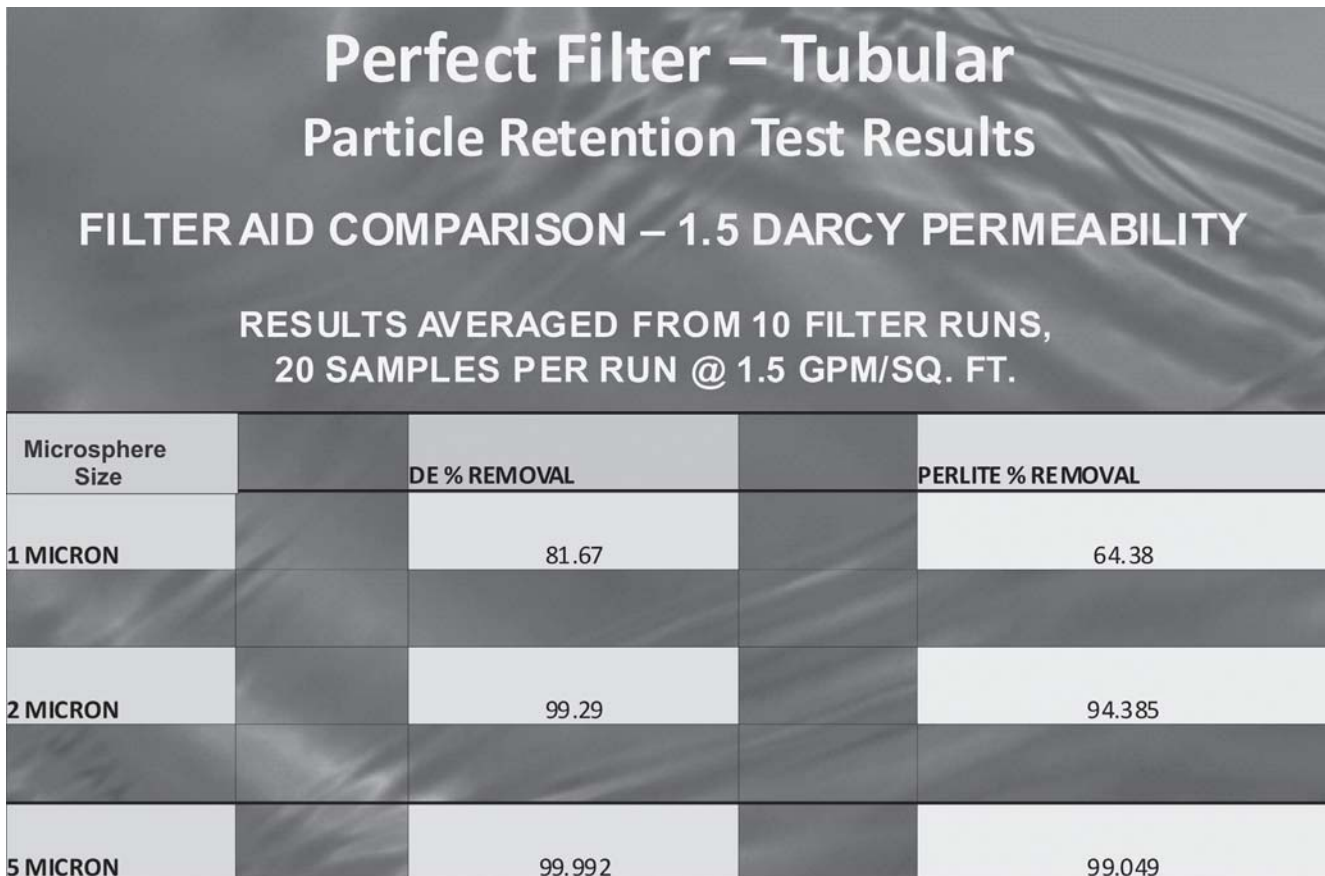 Perfect Filter – Tubular
Particle Retention Test Results
FILTER AID COMPARISON – 1.5 DARCY PERMEABILITY
RESULTS AVERAGED FROM 10 FILTER RUNS,
20 SAMPLES PER RUN @ 1.5 GPM/SQ. FT.
Microsphere
Size
DE % REMOVAL
PERLITE % REMOVAL
1 MICRON 81.67 64.38
2 MICRON 99.29 94.385
5 MICRON 99.992 99.049